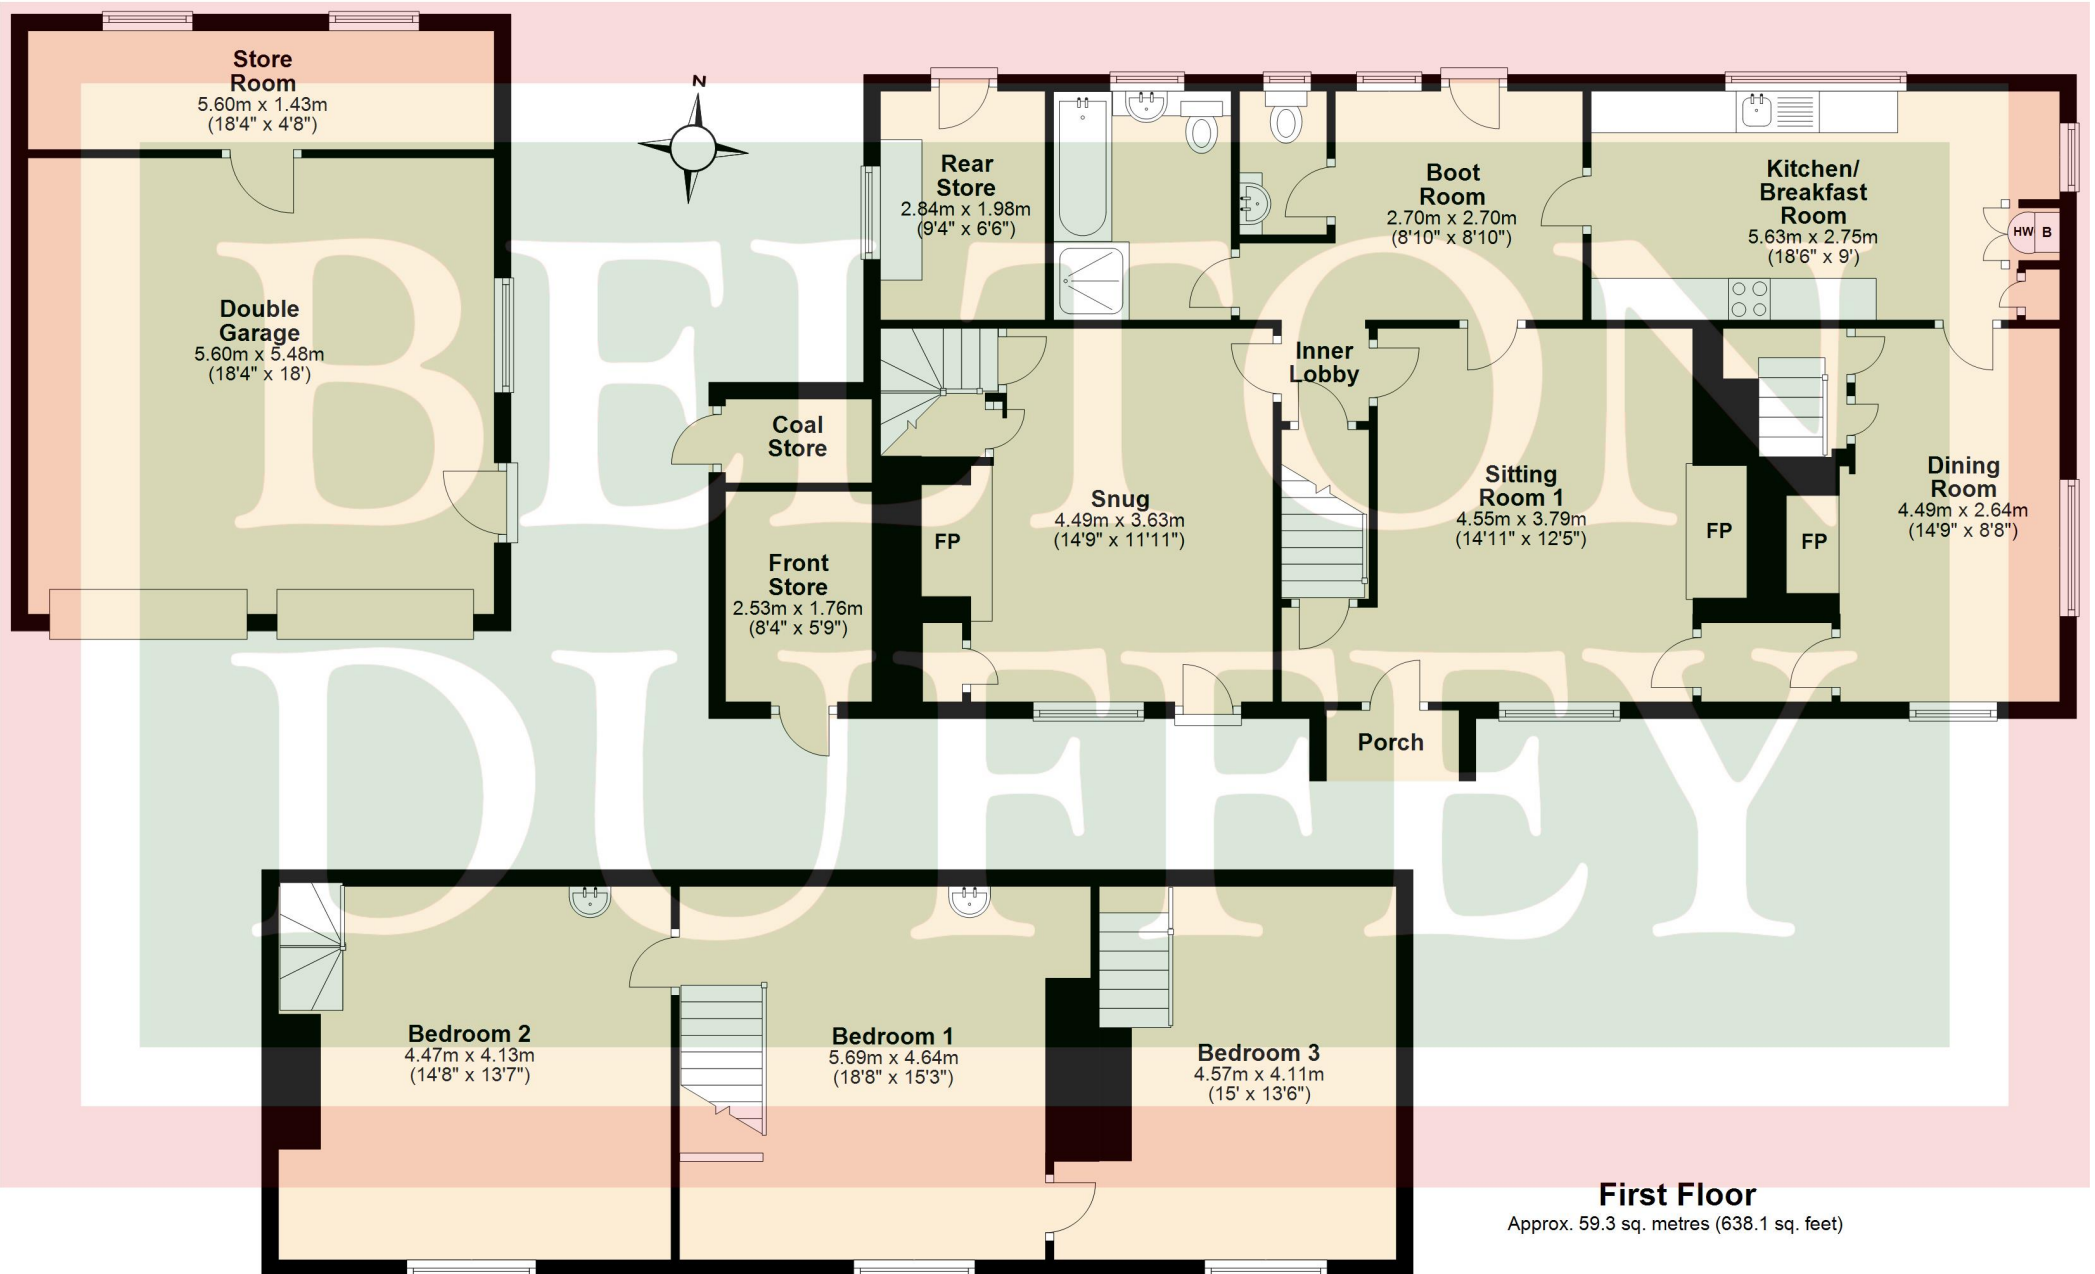 Store
Room
5.60m x 1.43m
(18'4" x 4'8")
N
Rear
Store
2.84m x 1.98m
(9'4" x 6'6")
Boot
Room
2.70m x 2.70m
(8'10" x 8'10")
Kitchen/
Breakfast
Room
5.63m x 2.75m
(18'6" x 9')
HW B
Double
Garage
5.60m x 5.48m
(18'4" x 18')
Inner
Lobby
Coal
Store
Snug
4.49m x 3.63m
(14'9" x 11'11")
Sitting
Room 1
4.55m x 3.79m
(14'11" x 12'5")
Dining
Room
4.49m x 2.64m
(14'9" x 8'8")
FP
FP
FP
Front
Store
2.53m x 1.76m
(8'4" x 5'9")
Porch
BELTON
DUFFEY
Bedroom 2
4.47m x 4.13m
(14'8" x 13'7")
Bedroom 1
5.69m x 4.64m
(18'8" x 15'3")
Bedroom 3
4.57m x 4.11m
(15' x 13'6")
First Floor
Approx. 59.3 sq. metres (638.1 sq. feet)